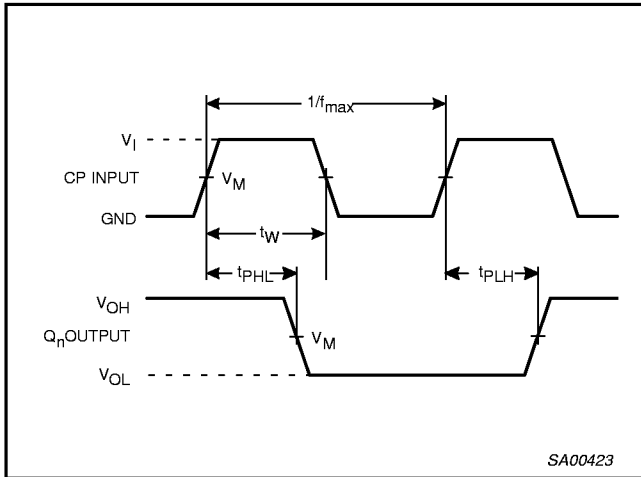 1/fmax
VI
CP INPUT
VM
GND
tW
tPHL
tPLH
VOH
QnOUTPUT
VM
VOL
SA00423